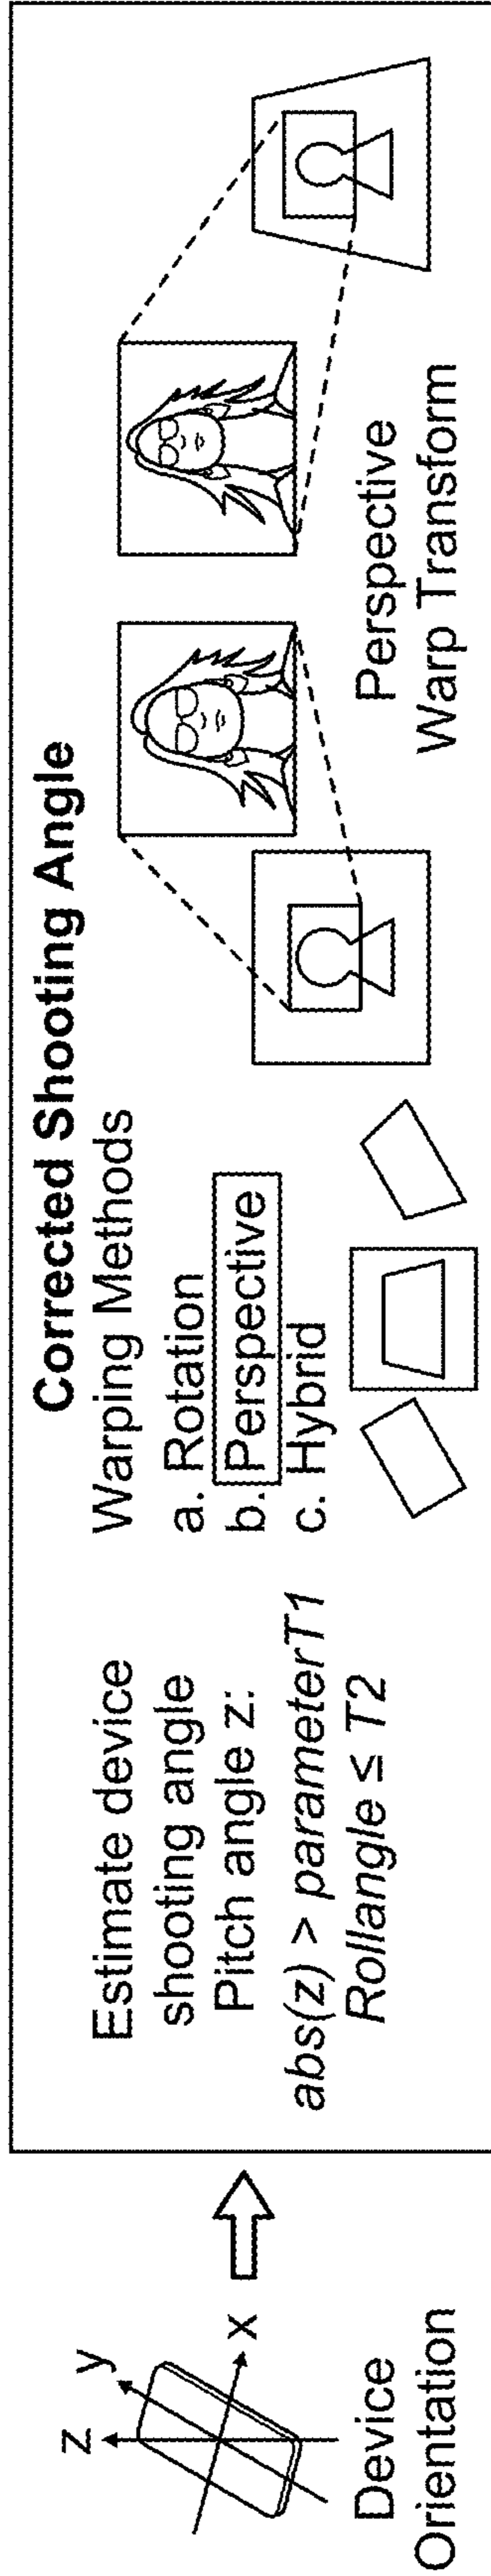 z
y
x
Device
Orientation
Corrected Shooting Angle
Estimate device
shooting angle
Pitch angle z:
abs(z) > parameterT1
Rollangle ≤ T2
Warping Methods
a. Rotation
b. Perspective
c. Hybrid
Perspective
Warp Transform